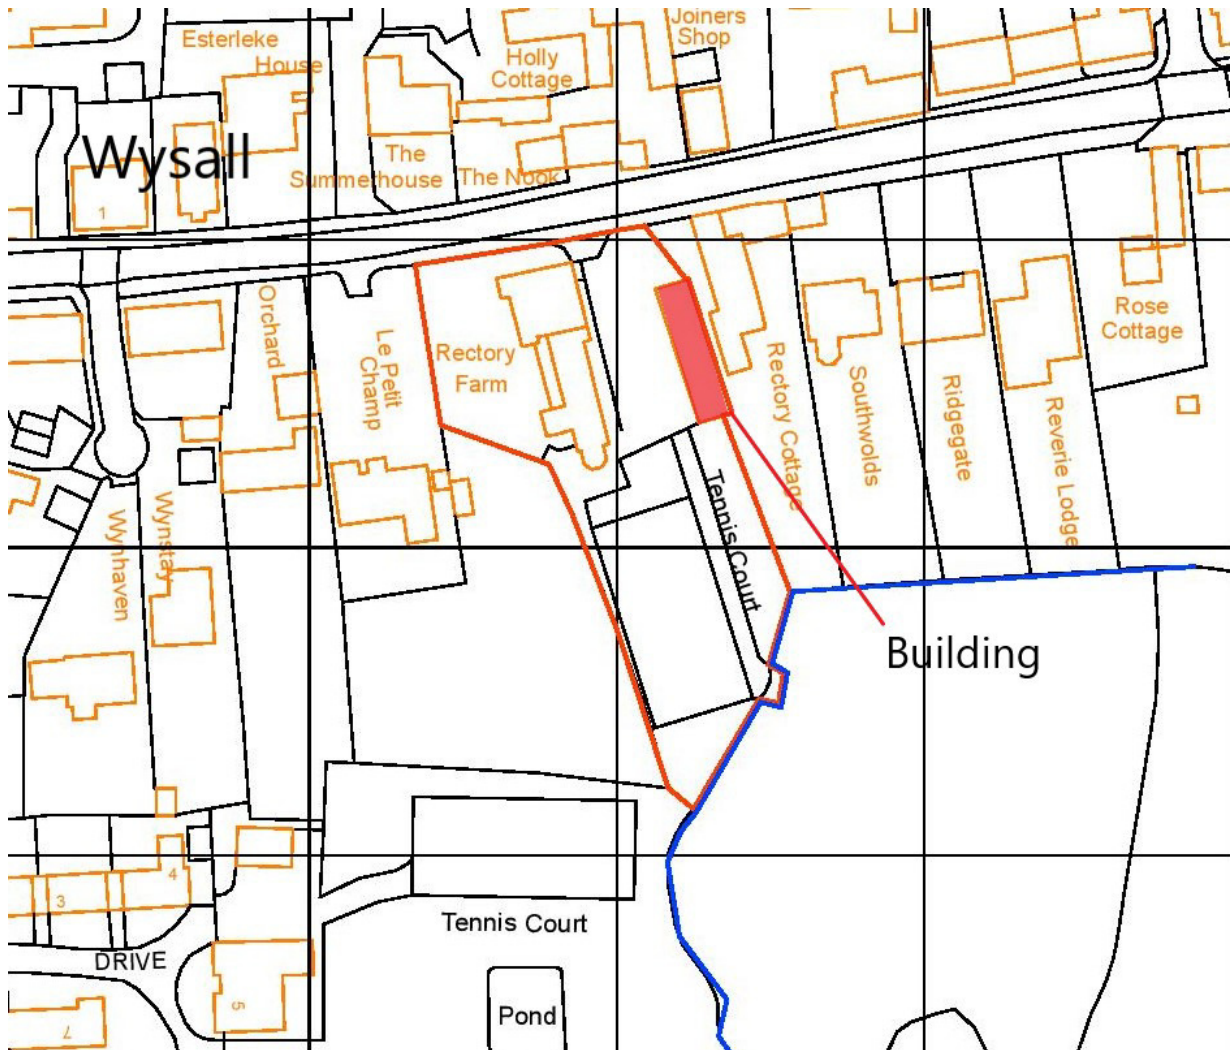 Joiners
Shop
Esterleke
House
Holly
Cottage
Wysall
The
Summerhouse
The Nook
1
Orchard
Le Petit
Champ
Rectory
Farm
Rectory Cottage
Southwolds
Ridgegate
Reverie Lodge
Rose
Cottage
Tennis Court
Wynhaven
Wynstay
Building
4
3
Tennis Court
DRIVE
5
Pond
7